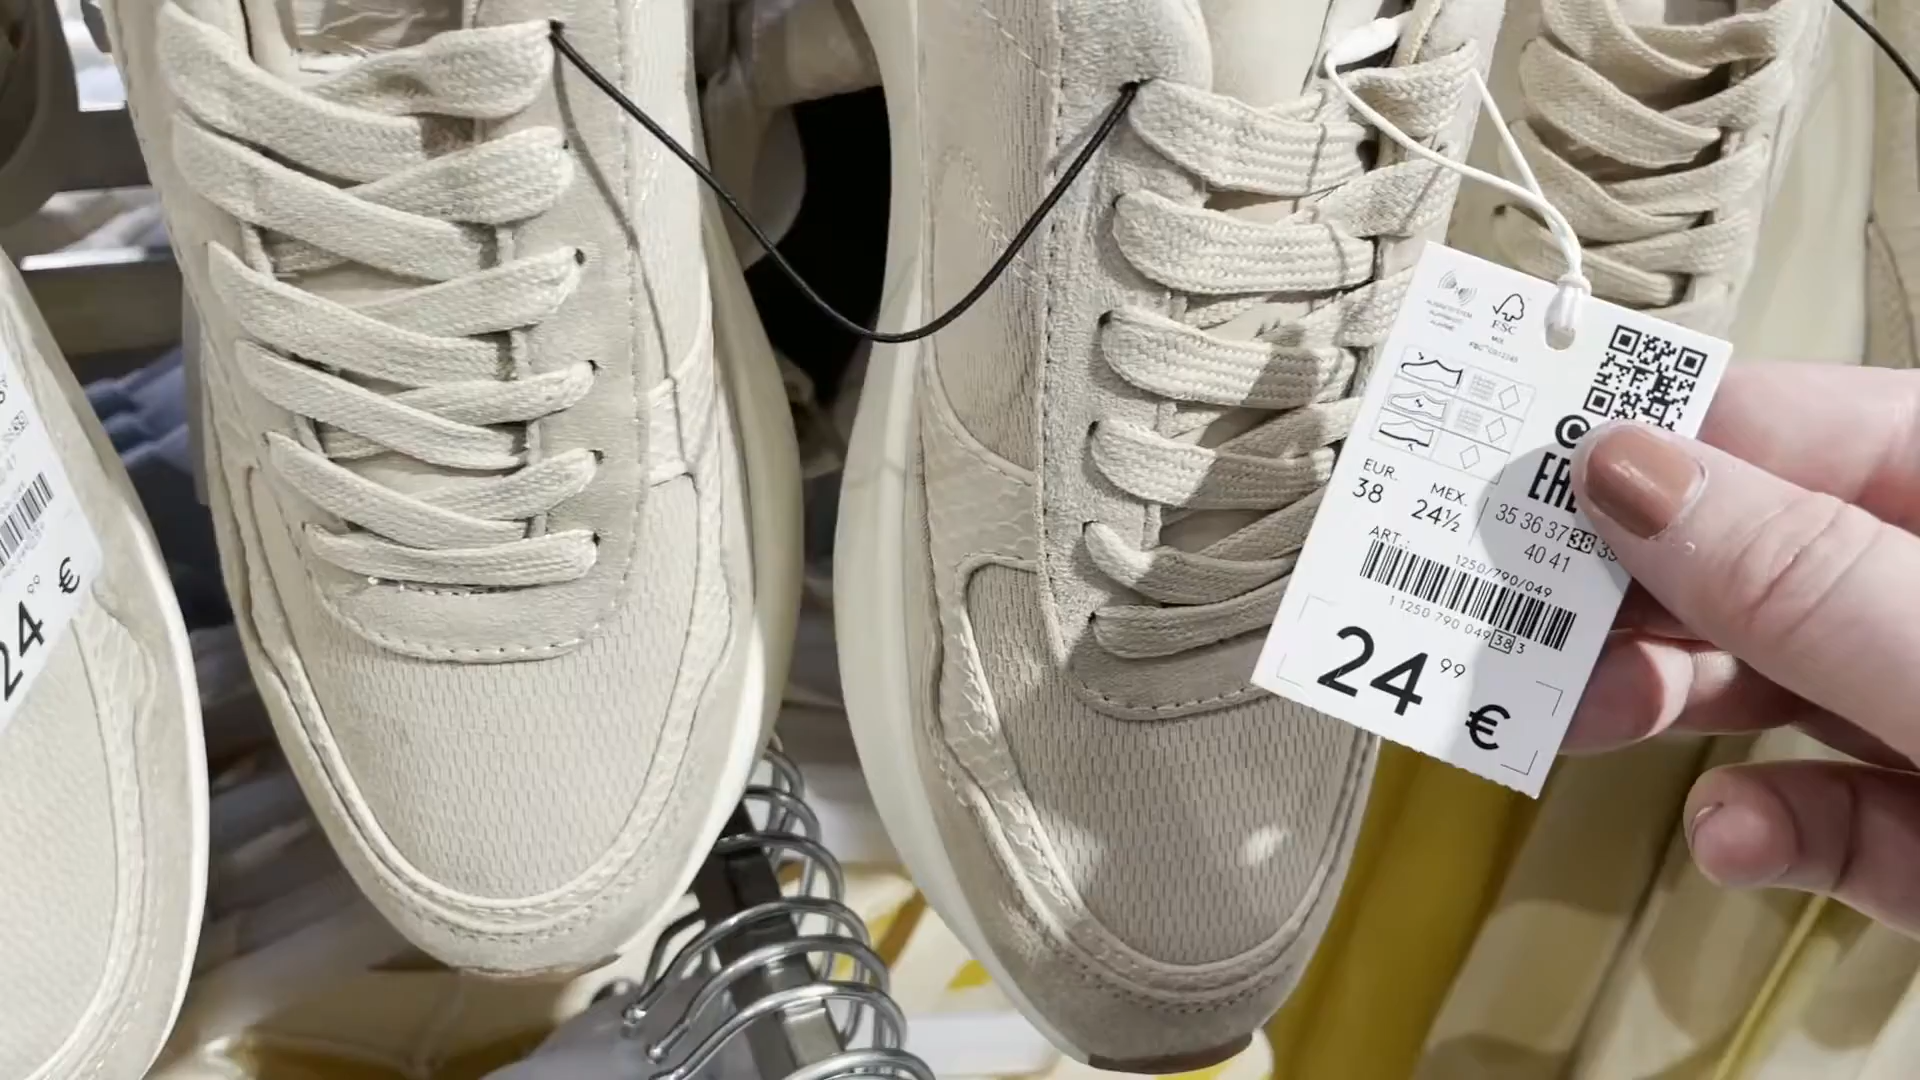 FSC
MIX
EUR.
38
MEX.
24½
35 36 37 38 39
40 41
ART.:
1250/790/049
1 1250 790 049 38 3
24 99
€
24 99
€